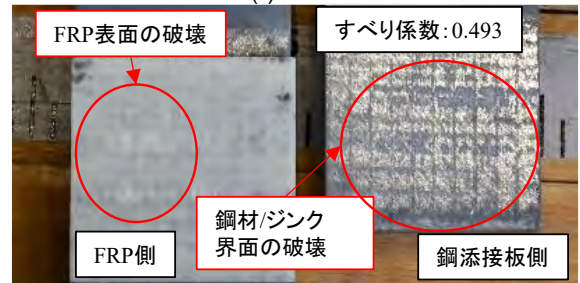 FRP表面の破壊
すべり係数：0.493
鋼材/ジンク
界面の破壊
FRP側
鋼添接板側